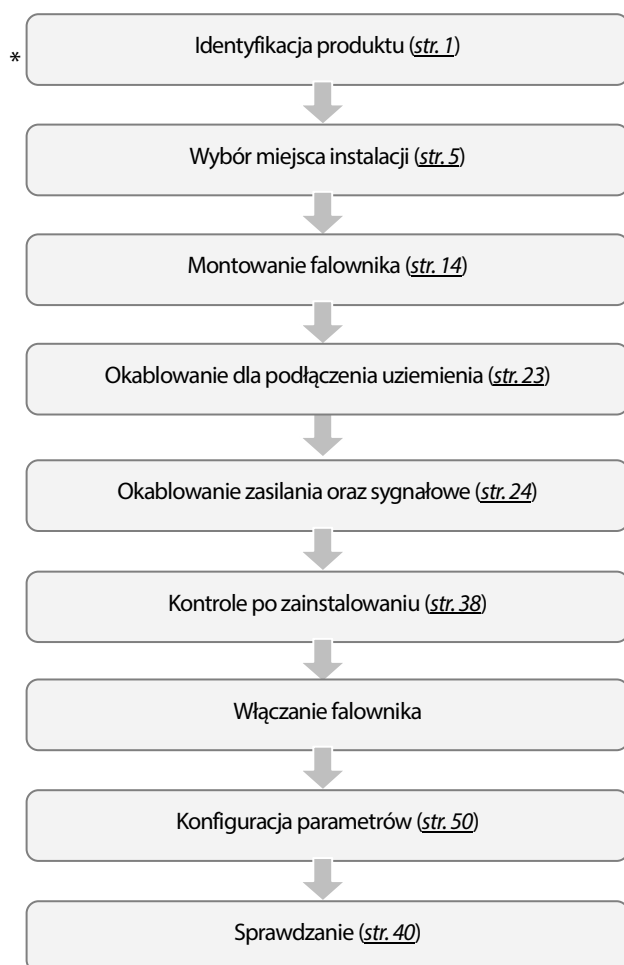 *
Identyfikacja produktu (str. 1)
Wybór miejsca instalacji (str. 5)
Montowanie falownika (str. 14)
Okablowanie dla podłączenia uziemienia (str. 23)
Okablowanie zasilania oraz sygnałowe (str. 24)
Kontrole po zainstalowaniu (str. 38)
Włączanie falownika
Konfiguracja parametrów (str. 50)
Sprawdzanie (str. 40)